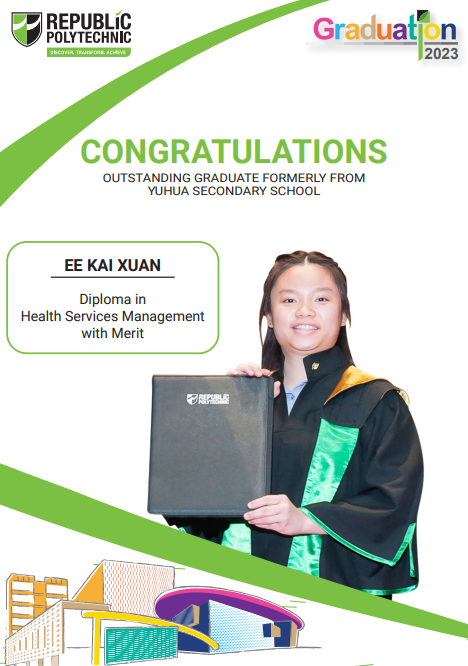 REPUBLIC
POLYTECHNIC
DISCOVER. TRANSFORM. ACHIEVE
Graduation
2023
CONGRATULATIONS
OUTSTANDING GRADUATE FORMERLY FROM
YUHUA SECONDARY SCHOOL
EE KAI XUAN
Diploma in
Health Services Management
with Merit
REPUBLIC
POLYTECHNIC